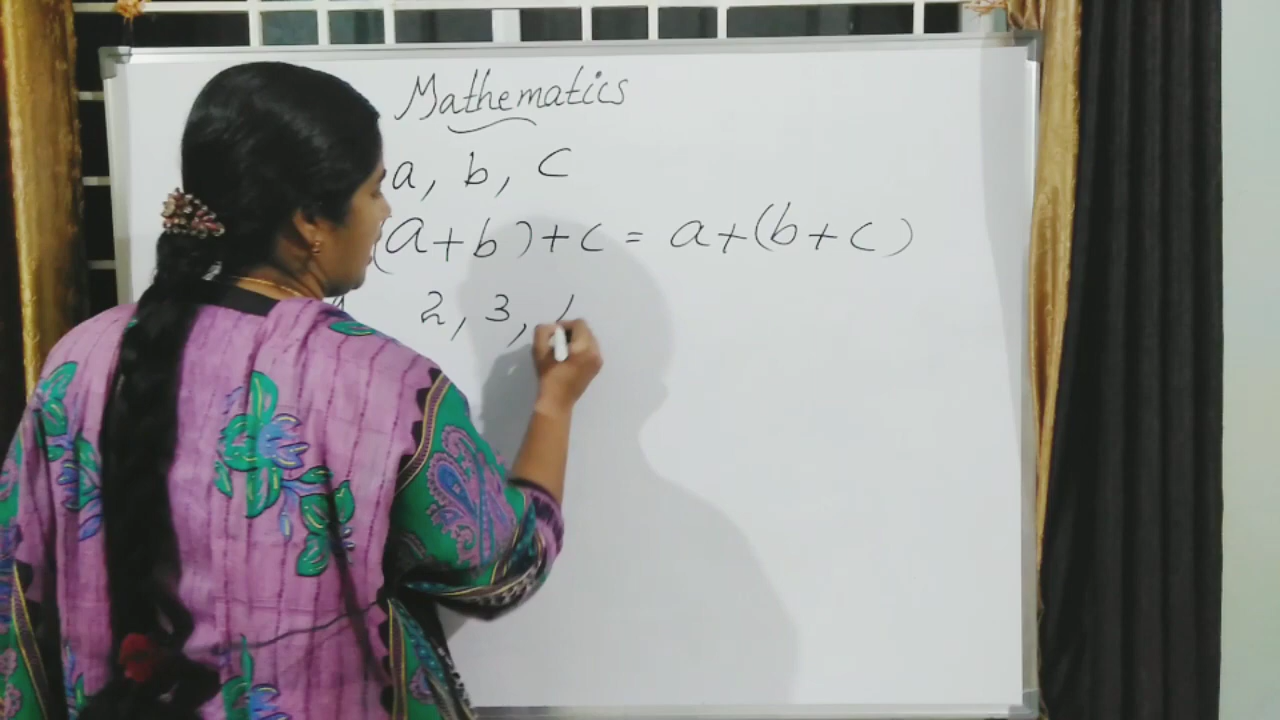 Mathematics
a, b, c
(a+b)+c = a+(b+c)
2, 3,